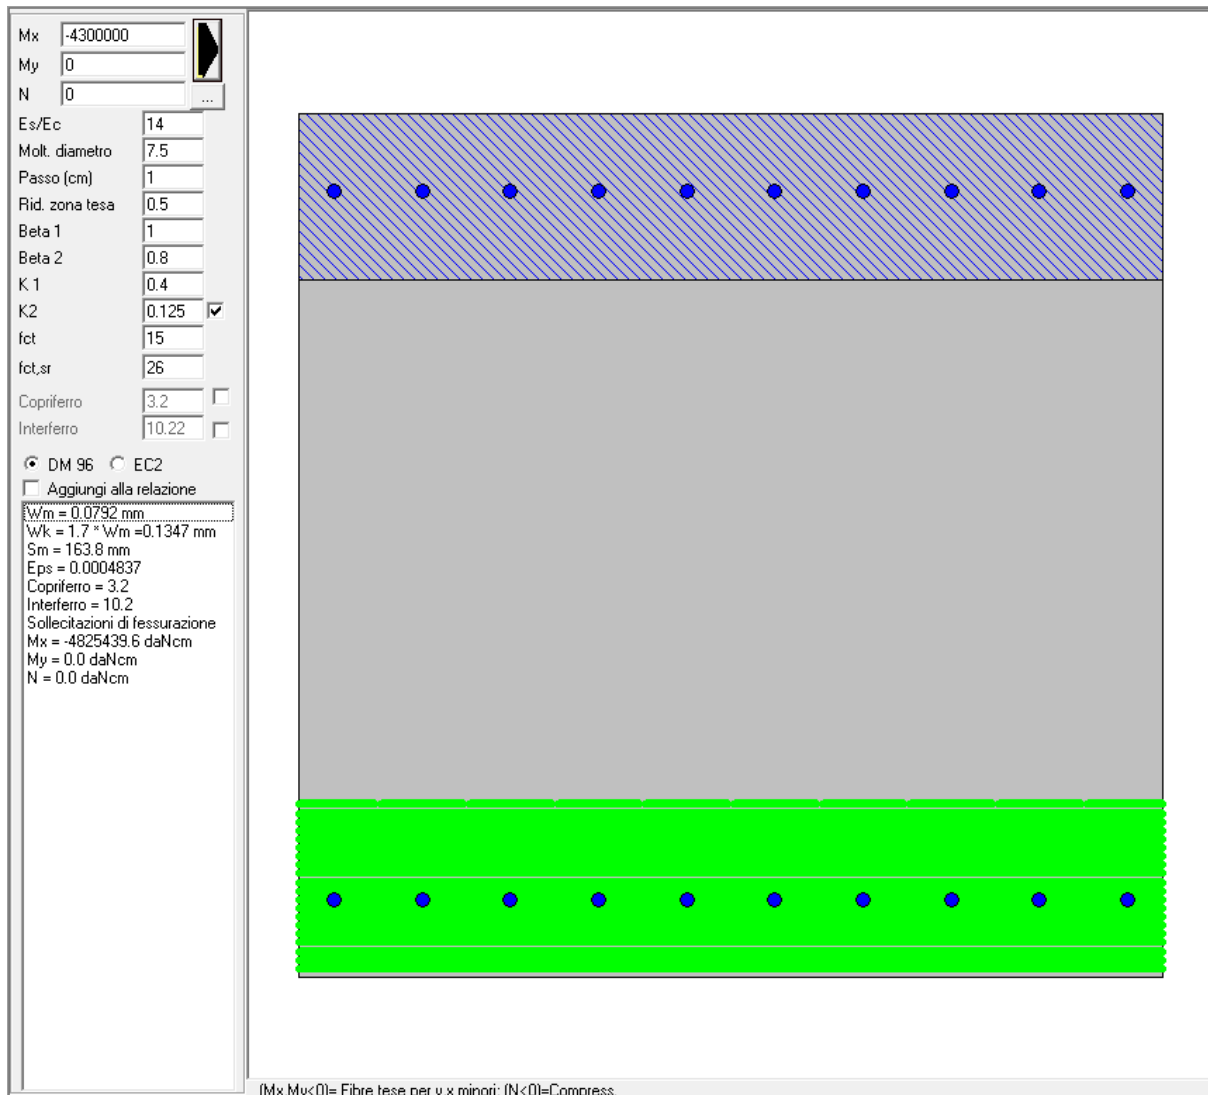 Mx -4300000
My 0
N 0 ...
Es/Ec 14
Molt. diametro 7.5
Passo (cm) 1
Rid. zona tesa 0.5
Beta 1 1
Beta 2 0.8
K 1 0.4
K2 0.125
fct 15
fct,sr 26
Copriferro 3.2
Interferro 10.22
DM 96 EC2
Aggiungi alla relazione
Wm = 0.0792 mm
Wk = 1.7 * Wm =0.1347 mm
Sm = 163.8 mm
Eps = 0.0004837
Copriferro = 3.2
Interferro = 10.2
Sollecitazioni di fessurazione
Mx = -4825439.6 daNcm
My = 0.0 daNcm
N = 0.0 daNcm
(Mx,My<0)= Fibre tese per y,x minori; (N<0)=Compress.